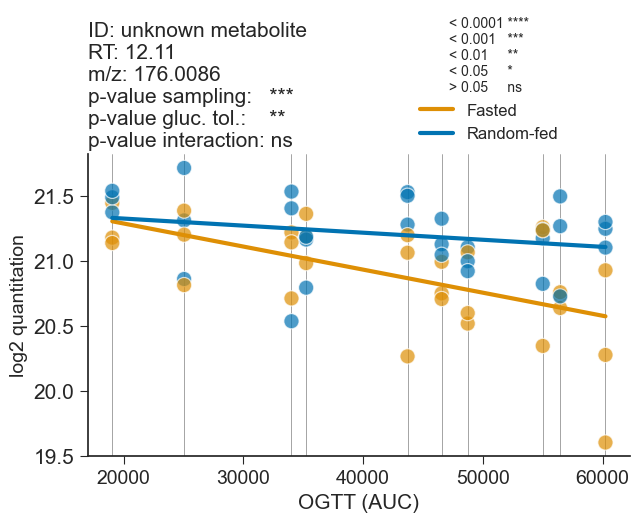 ID: unknown metabolite
RT: 12.11
m/z: 176.0086
p-value sampling: ***
p-value gluc. tol.: **
p-value interaction: ns
< 0.0001 ****
< 0.001 ***
< 0.01 **
< 0.05 *
> 0.05 ns
Fasted
Random-fed
log2 quantitation
21.5
21.0
20.5
20.0
19.5
20000 30000 40000 50000 60000
OGTT (AUC)